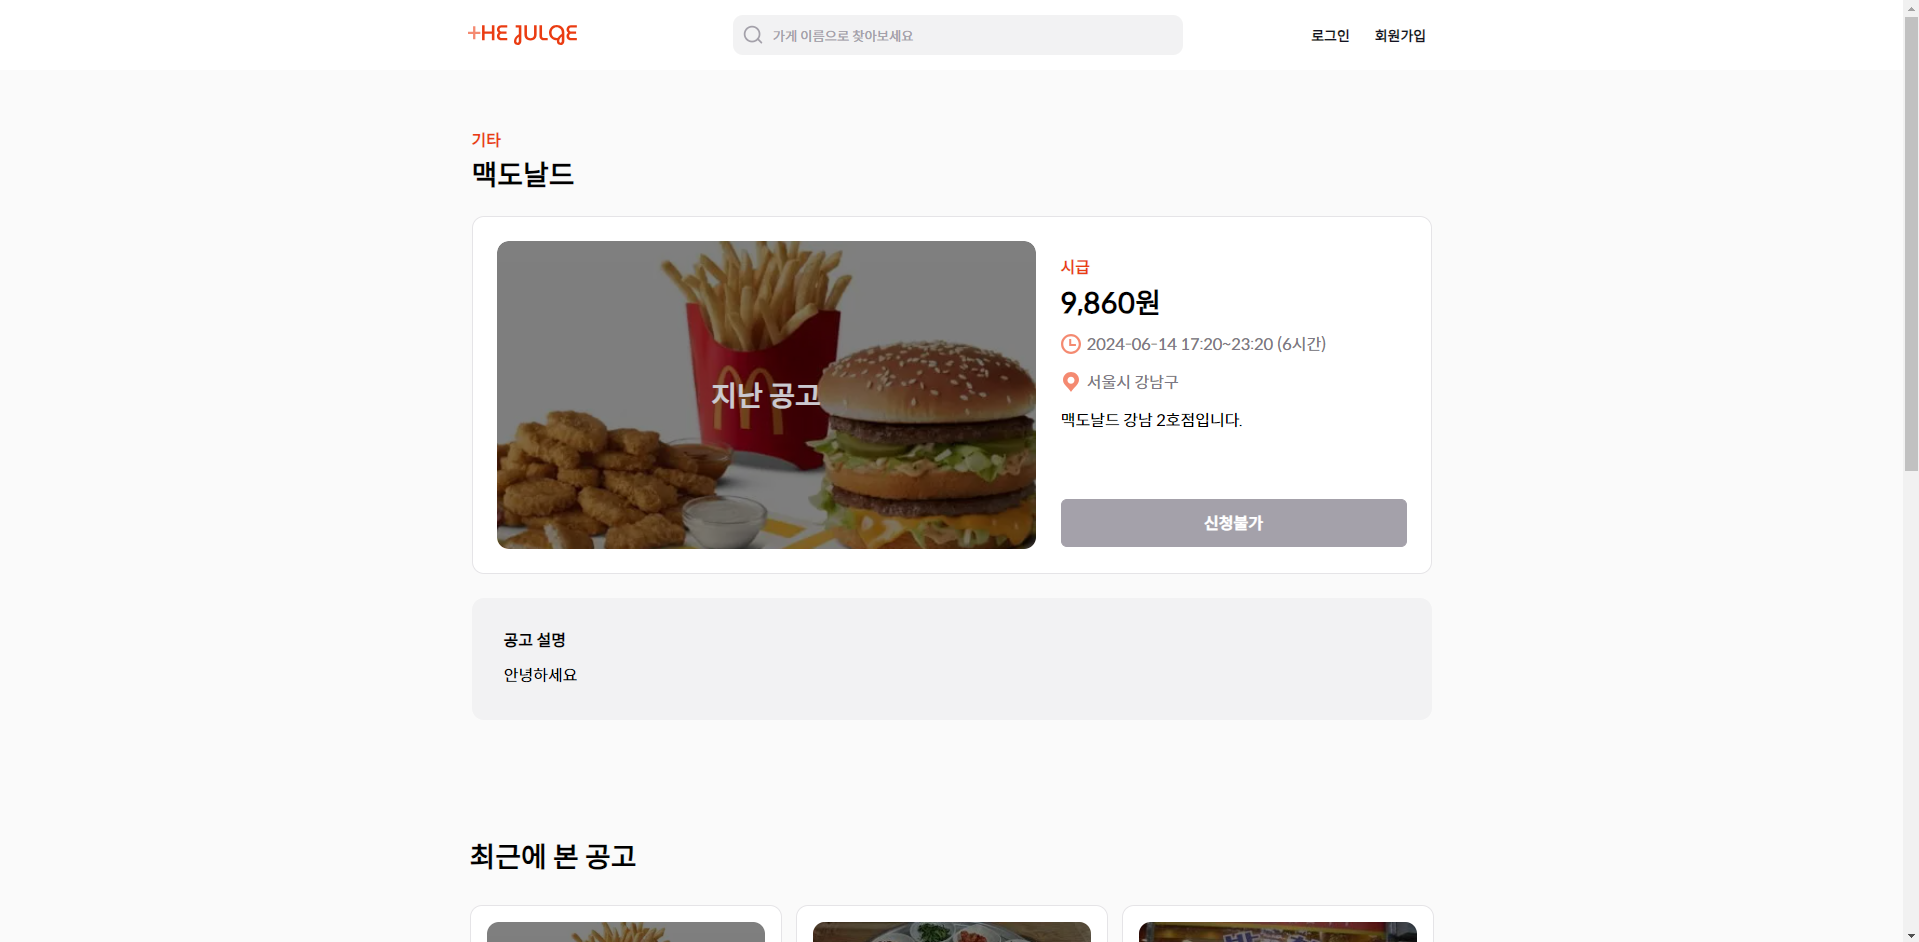 THE JULGE
가게 이름으로 찾아보세요
로그인
회원가입
기타
맥도날드
지난 공고
시급
9,860원
2024-06-14 17:20~23:20 (6시간)
서울시 강남구
맥도날드 강남 2호점입니다.
신청불가
공고 설명
안녕하세요
최근에 본 공고